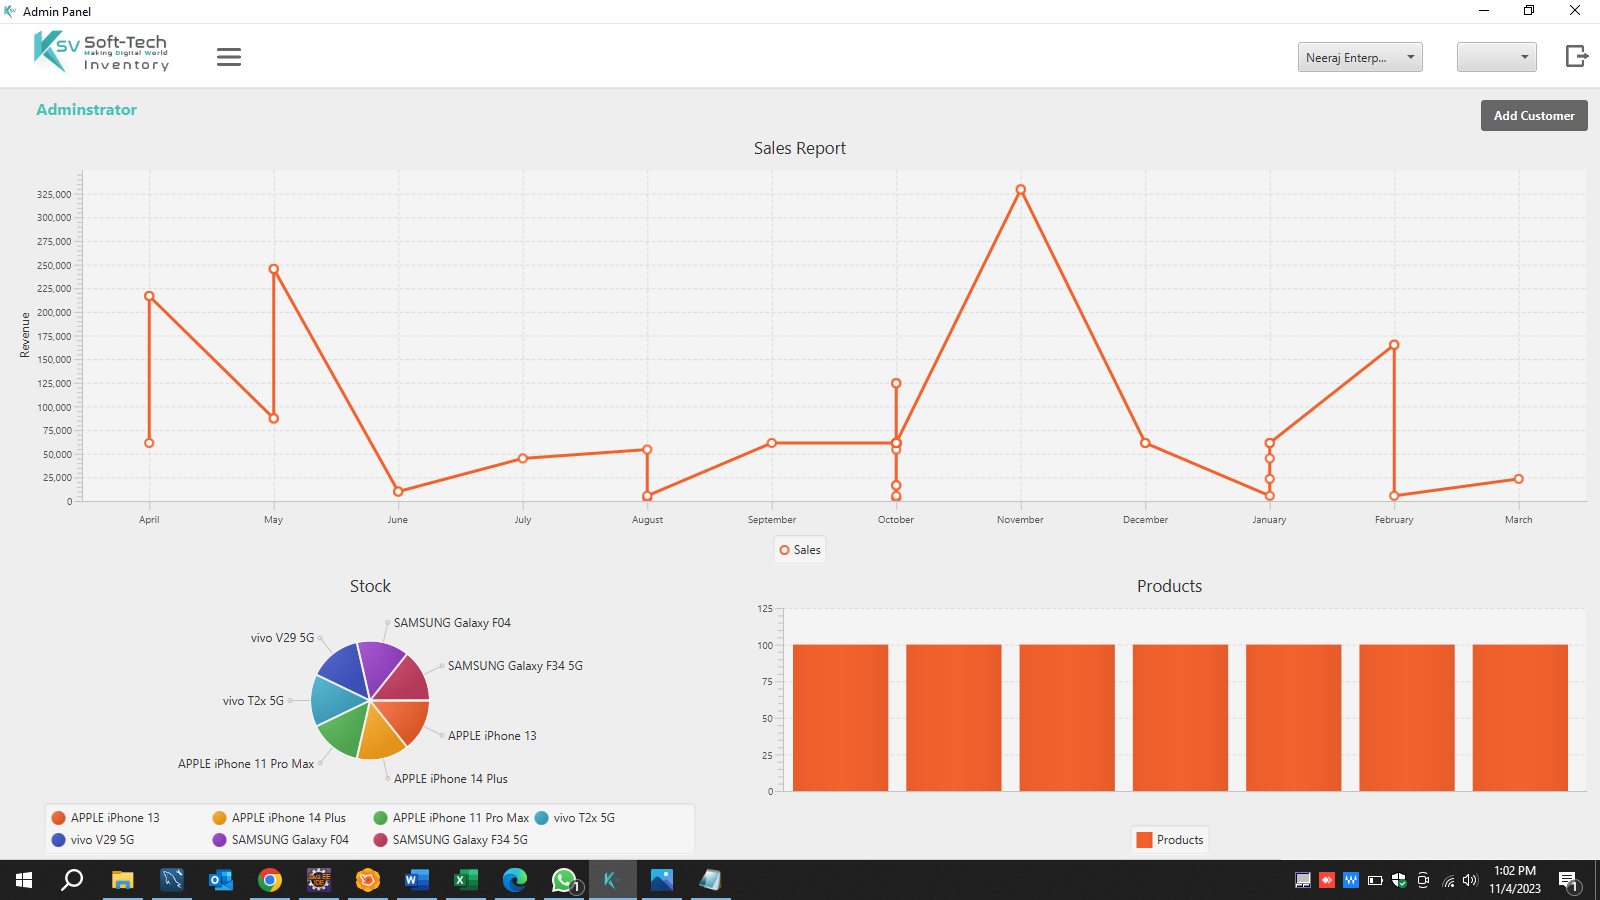 Admin Panel
KSV Soft-Tech
Making Digital World
Inventory
Neeraj Enterp...
Adminstrator
Add Customer
Sales Report
Revenue
325,000
300,000
275,000
250,000
225,000
200,000
175,000
150,000
125,000
100,000
75,000
50,000
25,000
0
April May June July August September October November December January February March
Sales
Stock
SAMSUNG Galaxy F04
vivo V29 5G
SAMSUNG Galaxy F34 5G
vivo T2x 5G
APPLE iPhone 13
APPLE iPhone 11 Pro Max
APPLE iPhone 14 Plus
APPLE iPhone 13 APPLE iPhone 14 Plus APPLE iPhone 11 Pro Max vivo T2x 5G
vivo V29 5G SAMSUNG Galaxy F04 SAMSUNG Galaxy F34 5G
Products
125
100
75
50
25
0
Products
1:02 PM
11/4/2023
1
1